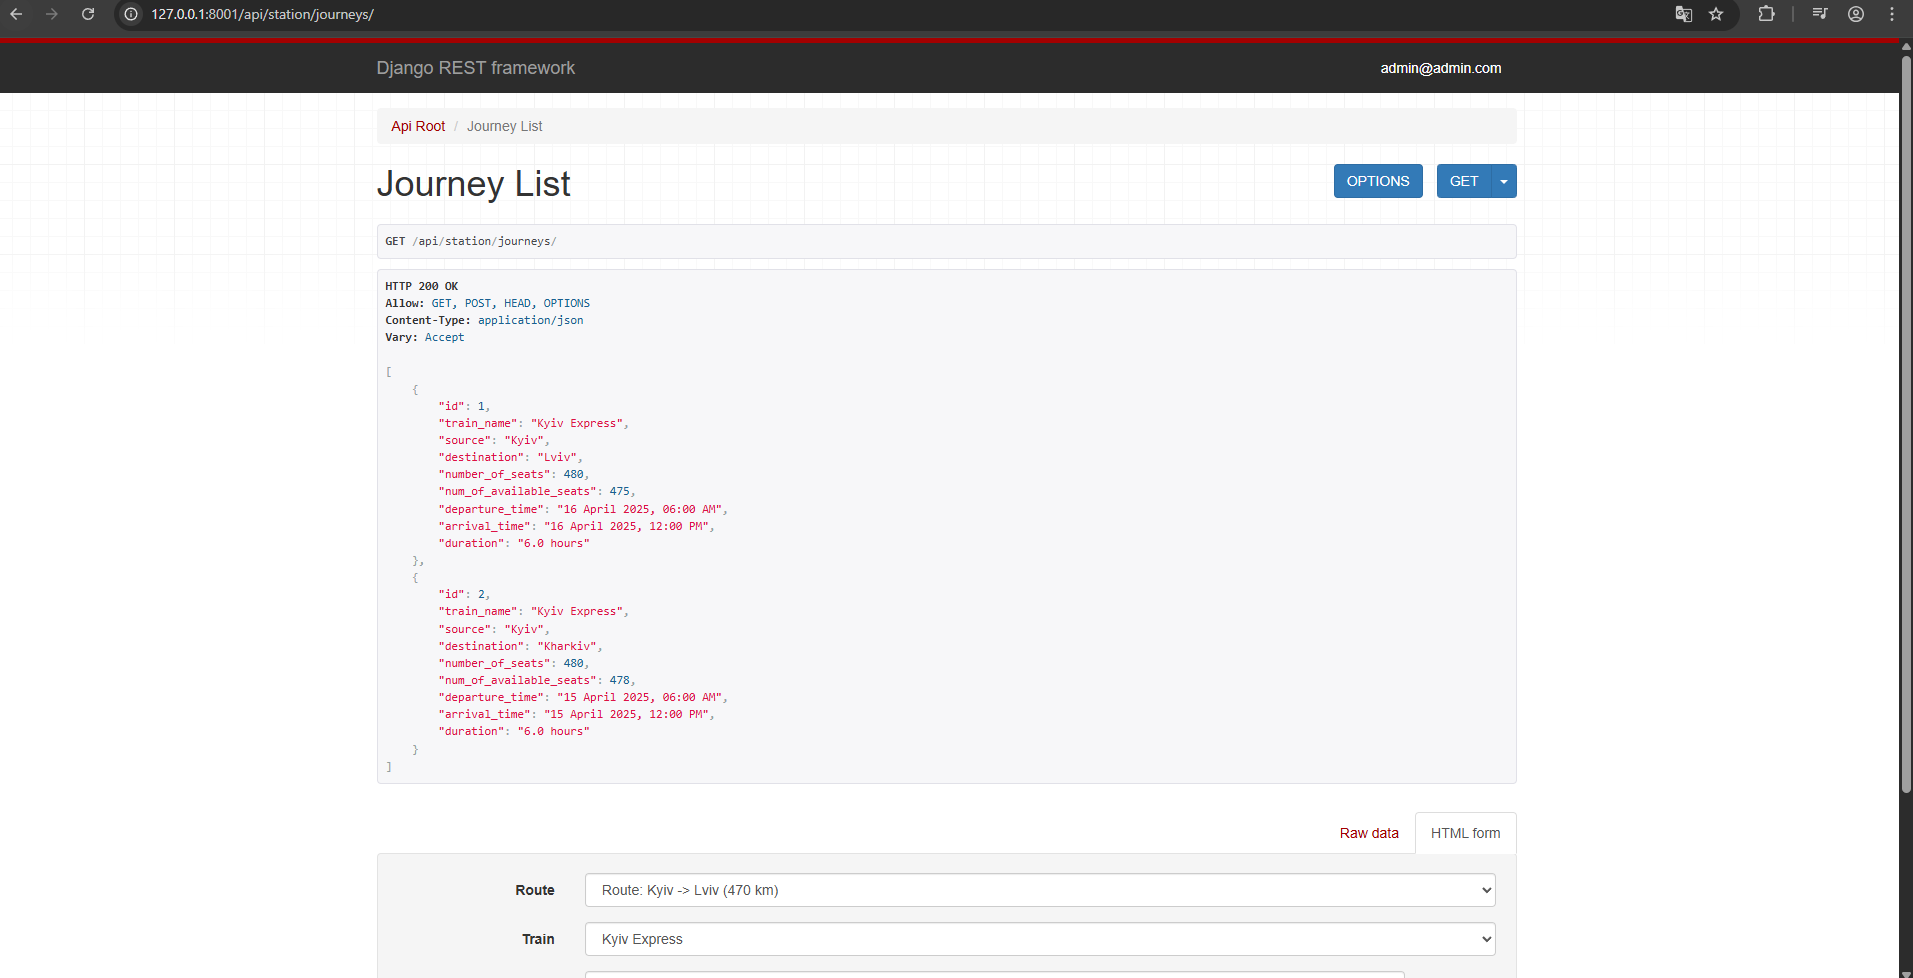 127.0.0.1:8001/api/station/journeys/
Django REST framework
admin@admin.com
Api Root / Journey List
Journey List
OPTIONS
GET
GET /api/station/journeys/
HTTP 200 OK
Allow: GET, POST, HEAD, OPTIONS
Content-Type: application/json
Vary: Accept
[
{
"id": 1,
"train_name": "Kyiv Express",
"source": "Kyiv",
"destination": "Lviv",
"number_of_seats": 480,
"num_of_available_seats": 475,
"departure_time": "16 April 2025, 06:00 AM",
"arrival_time": "16 April 2025, 12:00 PM",
"duration": "6.0 hours"
},
{
"id": 2,
"train_name": "Kyiv Express",
"source": "Kyiv",
"destination": "Kharkiv",
"number_of_seats": 480,
"num_of_available_seats": 478,
"departure_time": "15 April 2025, 06:00 AM",
"arrival_time": "15 April 2025, 12:00 PM",
"duration": "6.0 hours"
}
]
Raw data
HTML form
Route
Route: Kyiv -> Lviv (470 km)
Train
Kyiv Express